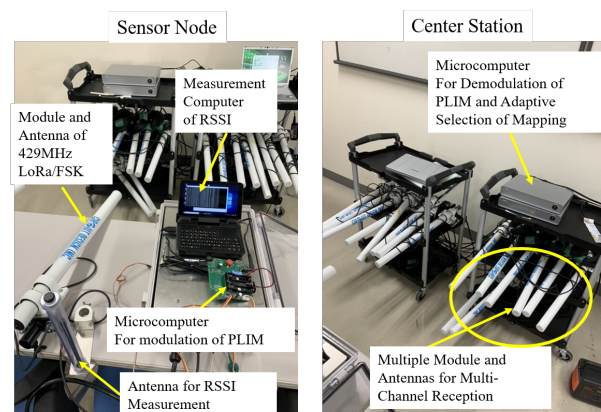 Sensor Node
Center Station
Measurement
Computer
of RSSI
Module and
Antenna of
429MHz
LoRa/FSK
Microcomputer
For modulation of PLIM
Antenna for RSSI
Measurement
Microcomputer
For Demodulation of
PLIM and Adaptive
Selection of Mapping
Multiple Module and
Antennas for Multi-
Channel Reception